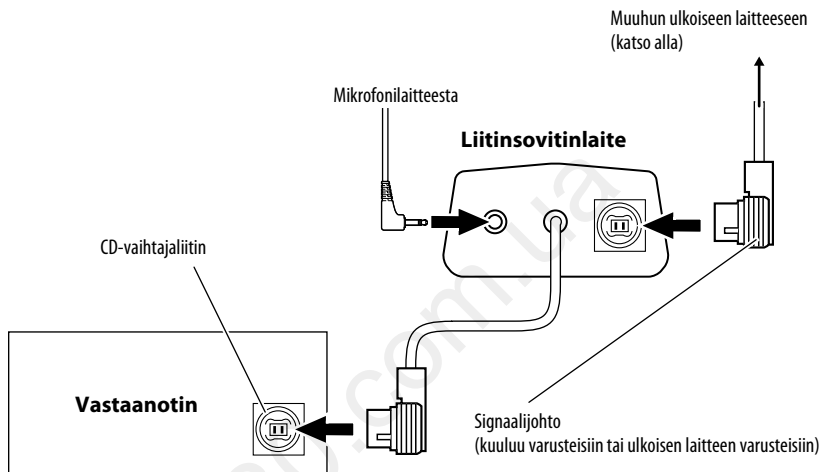 Muuhun ulkoiseen laitteeseen
(katso alla)
Mikrofonilaitteesta
Liitinsovitinlaite
CD-vaihtajaliitin
Vastaanotin
Signaalijohto
(kuuluu varusteisiin tai ulkoisen laitteen varusteisiin)